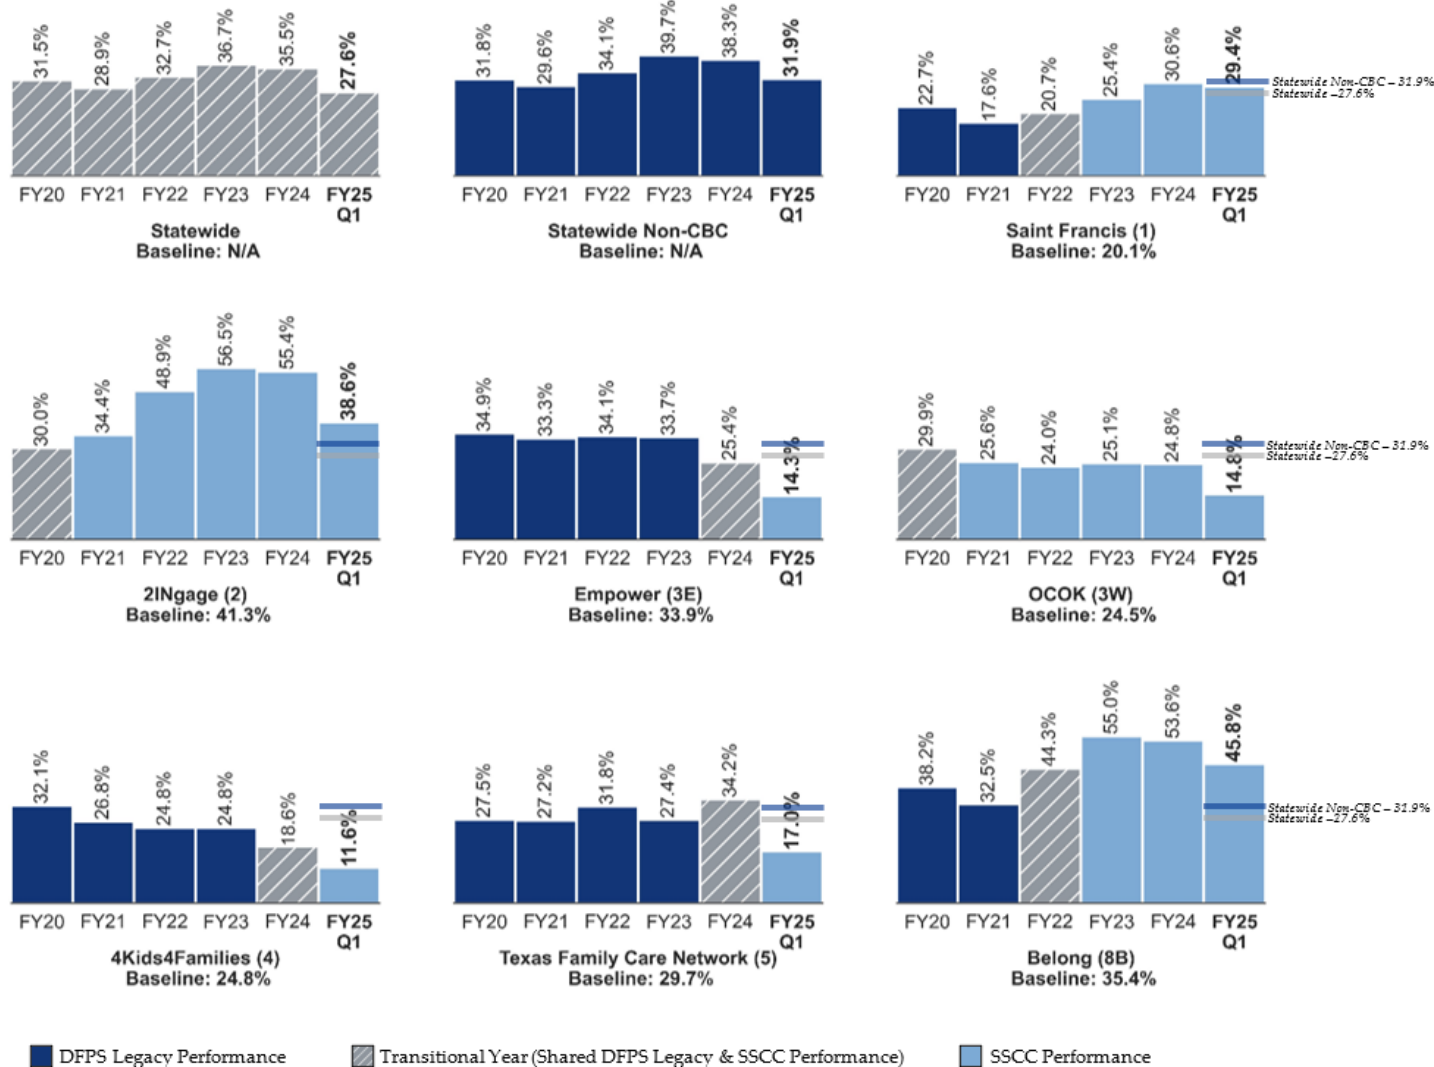 31.5% 28.9% 32.7% 36.7% 35.5% 27.6%
FY20 FY21 FY22 FY23 FY24 FY25
Q1
Statewide
Baseline: N/A
31.8% 29.6% 34.1% 39.7% 38.3% 31.9%
FY20 FY21 FY22 FY23 FY24 FY25
Q1
Statewide Non-CBC
Baseline: N/A
22.7% 17.6% 20.7% 25.4% 30.6% 29.4%
Statewide Non-CBC – 31.9%
Statewide –27.6%
FY20 FY21 FY22 FY23 FY24 FY25
Q1
Saint Francis (1)
Baseline: 20.1%
30.0% 34.4% 48.9% 56.5% 55.4% 38.6%
FY20 FY21 FY22 FY23 FY24 FY25
Q1
2INgage (2)
Baseline: 41.3%
34.9% 33.3% 34.1% 33.7% 25.4% 14.3%
FY20 FY21 FY22 FY23 FY24 FY25
Q1
Empower (3E)
Baseline: 33.9%
29.9% 25.6% 24.0% 25.1% 24.8% 14.8%
Statewide Non-CBC – 31.9%
Statewide –27.6%
FY20 FY21 FY22 FY23 FY24 FY25
Q1
OCOK (3W)
Baseline: 24.5%
32.1% 26.8% 24.8% 24.8% 18.6% 11.6%
FY20 FY21 FY22 FY23 FY24 FY25
Q1
4Kids4Families (4)
Baseline: 24.8%
27.5% 27.2% 31.8% 27.4% 34.2% 17.0%
FY20 FY21 FY22 FY23 FY24 FY25
Q1
Texas Family Care Network (5)
Baseline: 29.7%
38.2% 32.5% 44.3% 55.0% 53.6% 45.8%
Statewide Non-CBC – 31.9%
Statewide –27.6%
FY20 FY21 FY22 FY23 FY24 FY25
Q1
Belong (8B)
Baseline: 35.4%
DFPS Legacy Performance
Transitional Year (Shared DFPS Legacy & SSCC Performance)
SSCC Performance